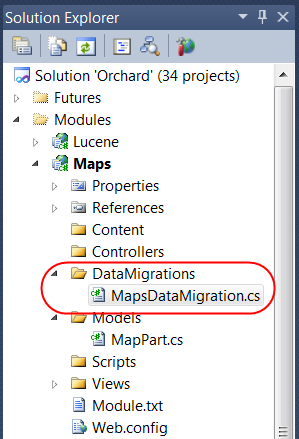 Solution Explorer
Solution 'Orchard' (34 projects)
Futures
Modules
Lucene
Maps
Properties
References
Content
Controllers
DataMigrations
MapsDataMigration.cs
Models
MapPart.cs
Scripts
Views
Module.txt
Web.config